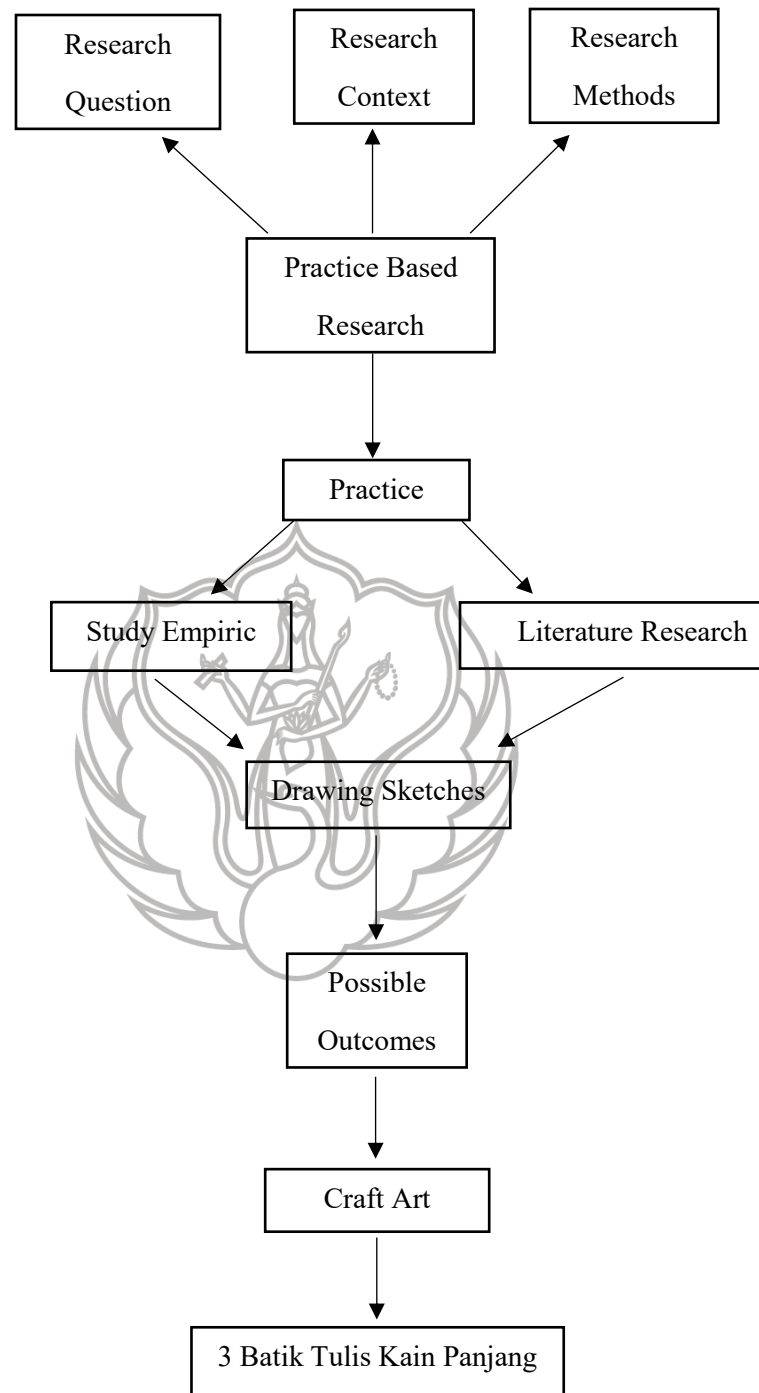 Research
Question
Research
Context
Research
Methods
Practice Based
Research
Practice
Study Empiric
Literature Research
Drawing Sketches
Possible
Outcomes
Craft Art
3 Batik Tulis Kain Panjang